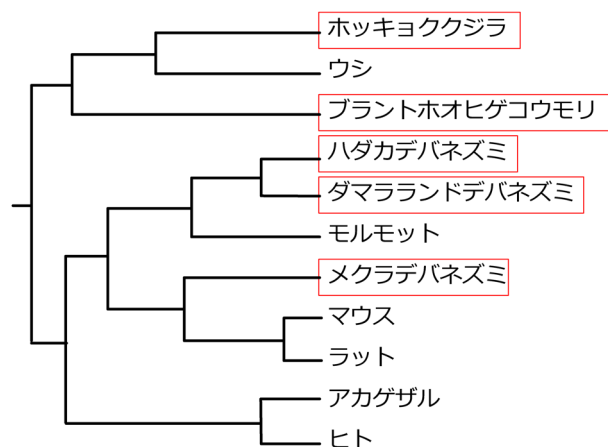 ホッキョククジラ
ウシ
ブラントホオヒゲコウモリ
ハダカデバネズミ
ダマラランドデバネズミ
モルモット
メクラデバネズミ
マウス
ラット
アカゲザル
ヒト